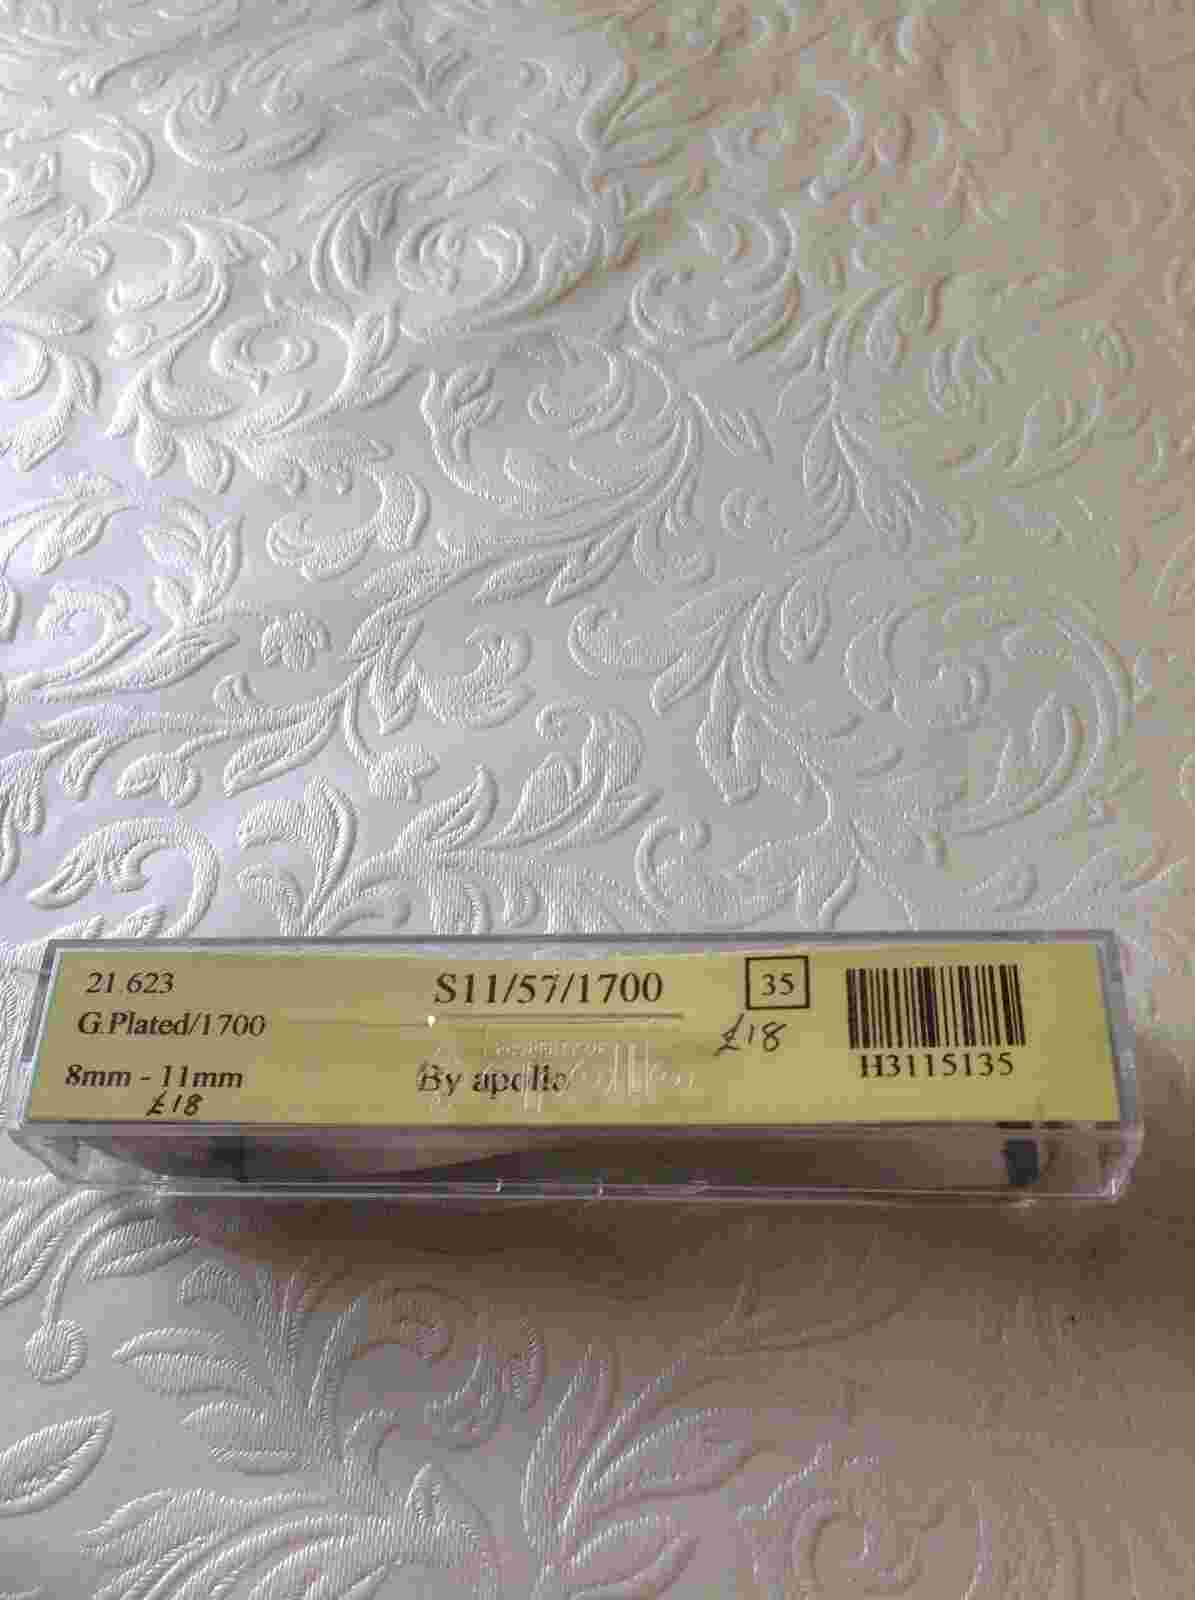 21.623
G.Plated/1700
8mm - 11mm
£18
S11/57/1700
By apollo
35
£18
H3115135